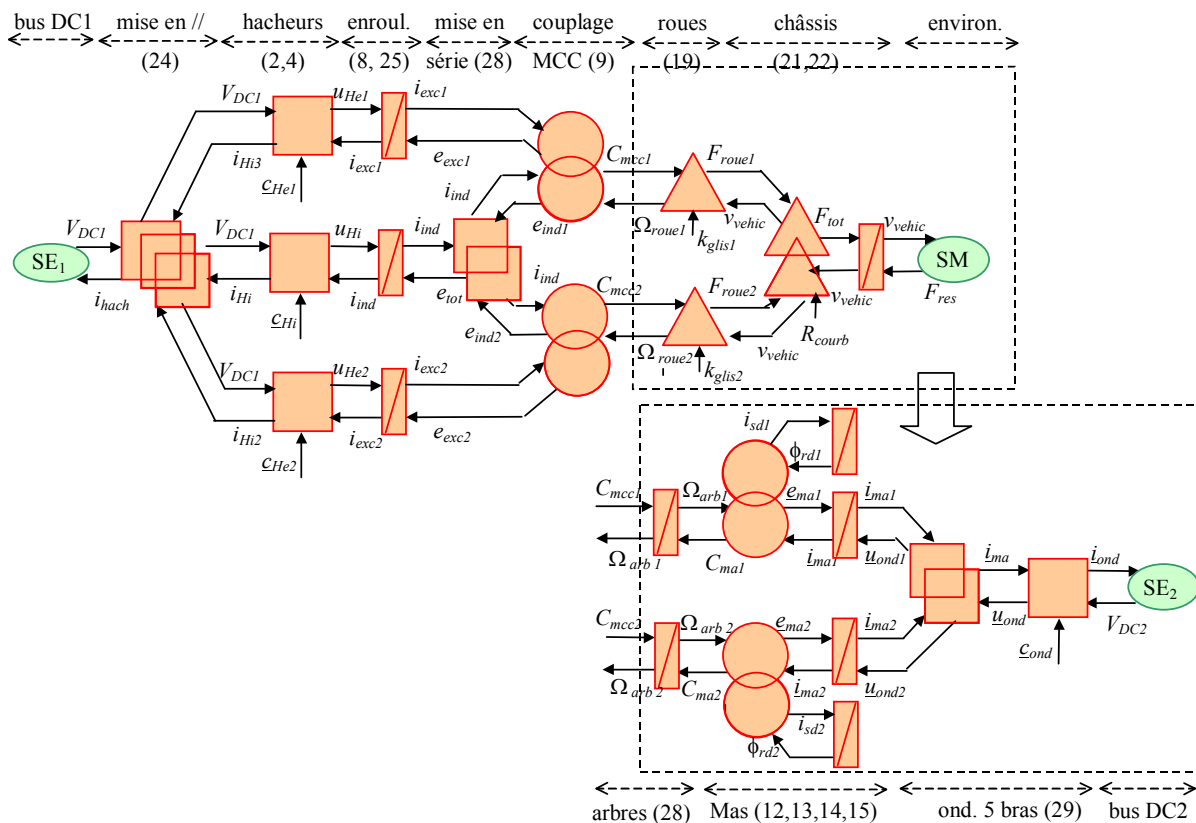 bus DC1 mise en // hacheurs enroul. mise en couplage roues châssis environ.
(24) (2,4) (8, 25) série (28) MCC (9) (19) (21,22)
V_DC1 u_He1 i_exc1
i_Hi3 i_exc1 e_exc1
c_He1
C_mcc1 F_roue1
i_ind
V_DC1 V_DC1 u_Hi i_ind e_ind1 Ω_roue1 k_glis1 v_vehic F_tot v_vehic
SE_1 SM
i_hach i_Hi i_ind e_tot i_ind C_mcc2 F_roue2 v_vehic F_res
c_Hi e_ind2 Ω_roue2 k_glis2 v_vehic R_courb
V_DC1 u_He2 i_exc2
i_Hi2 i_exc2 e_exc2
c_He2
i_sd1
ϕ_rd1
C_mcc1 Ω_arb1 e_ma1 i_ma1
Ω_arb 1 C_ma1 i_ma1 u_ond1
i_ma i_ond
SE_2
C_mcc2 Ω_arb 2 e_ma2 i_ma2 u_ond V_DC2
c_ond
Ω_arb 2 C_ma2 i_ma2 u_ond2
i_sd2
ϕ_rd2
arbres (28) Mas (12,13,14,15) ond. 5 bras (29) bus DC2